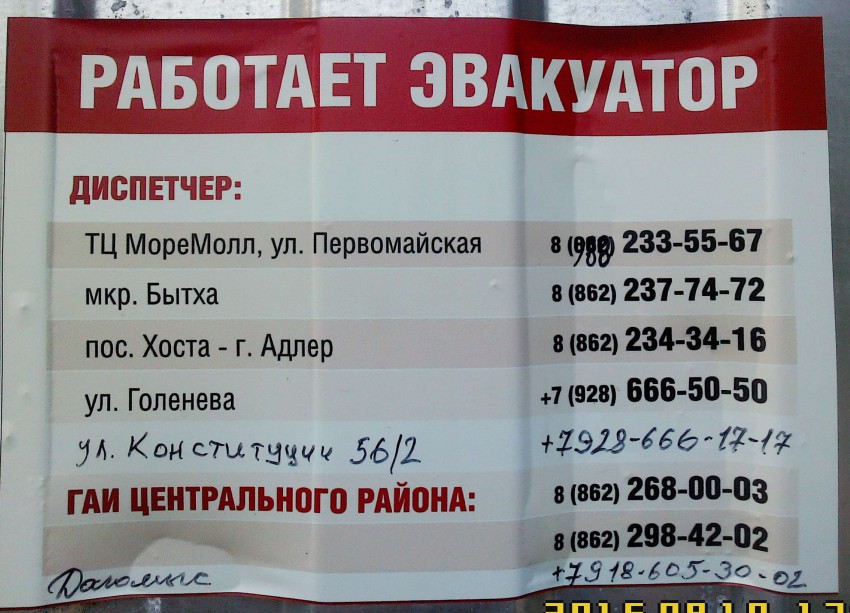 РАБОТАЕТ ЭВАКУАТОР
ДИСПЕТЧЕР:
ТЦ МореМолл, ул. Первомайская 8 (988) 233-55-67
мкр. Бытха 8 (862) 237-74-72
пос. Хоста - г. Адлер 8 (862) 234-34-16
ул. Голенева +7 (928) 666-50-50
ул. Конституции 56/2 +7928-666-17-17
ГАИ ЦЕНТРАЛЬНОГО РАЙОНА: 8 (862) 268-00-03
8 (862) 298-42-02
Дагомыс +7918-605-30-02